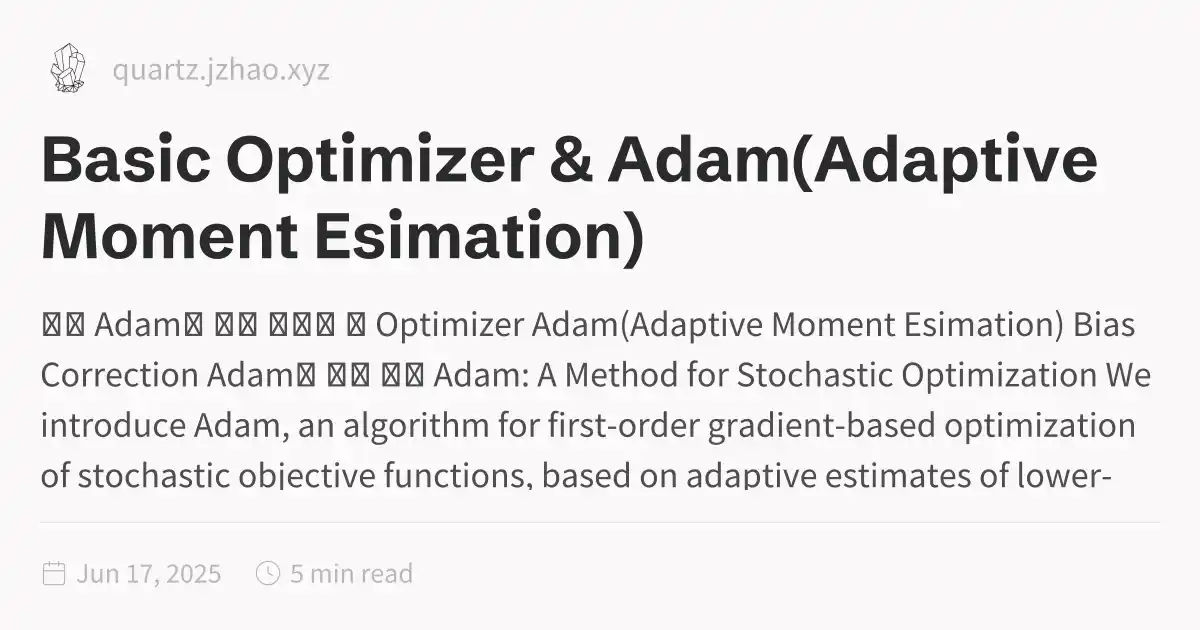 quartz.jzhao.xyz
Basic Optimizer & Adam(Adaptive
Moment Esimation)
Adam Optimizer Adam(Adaptive Moment Esimation) Bias
Correction Adam Adam: A Method for Stochastic Optimization We
introduce Adam, an algorithm for first-order gradient-based optimization
of stochastic objective functions, based on adaptive estimates of lower-
Jun 17, 2025 5 min read